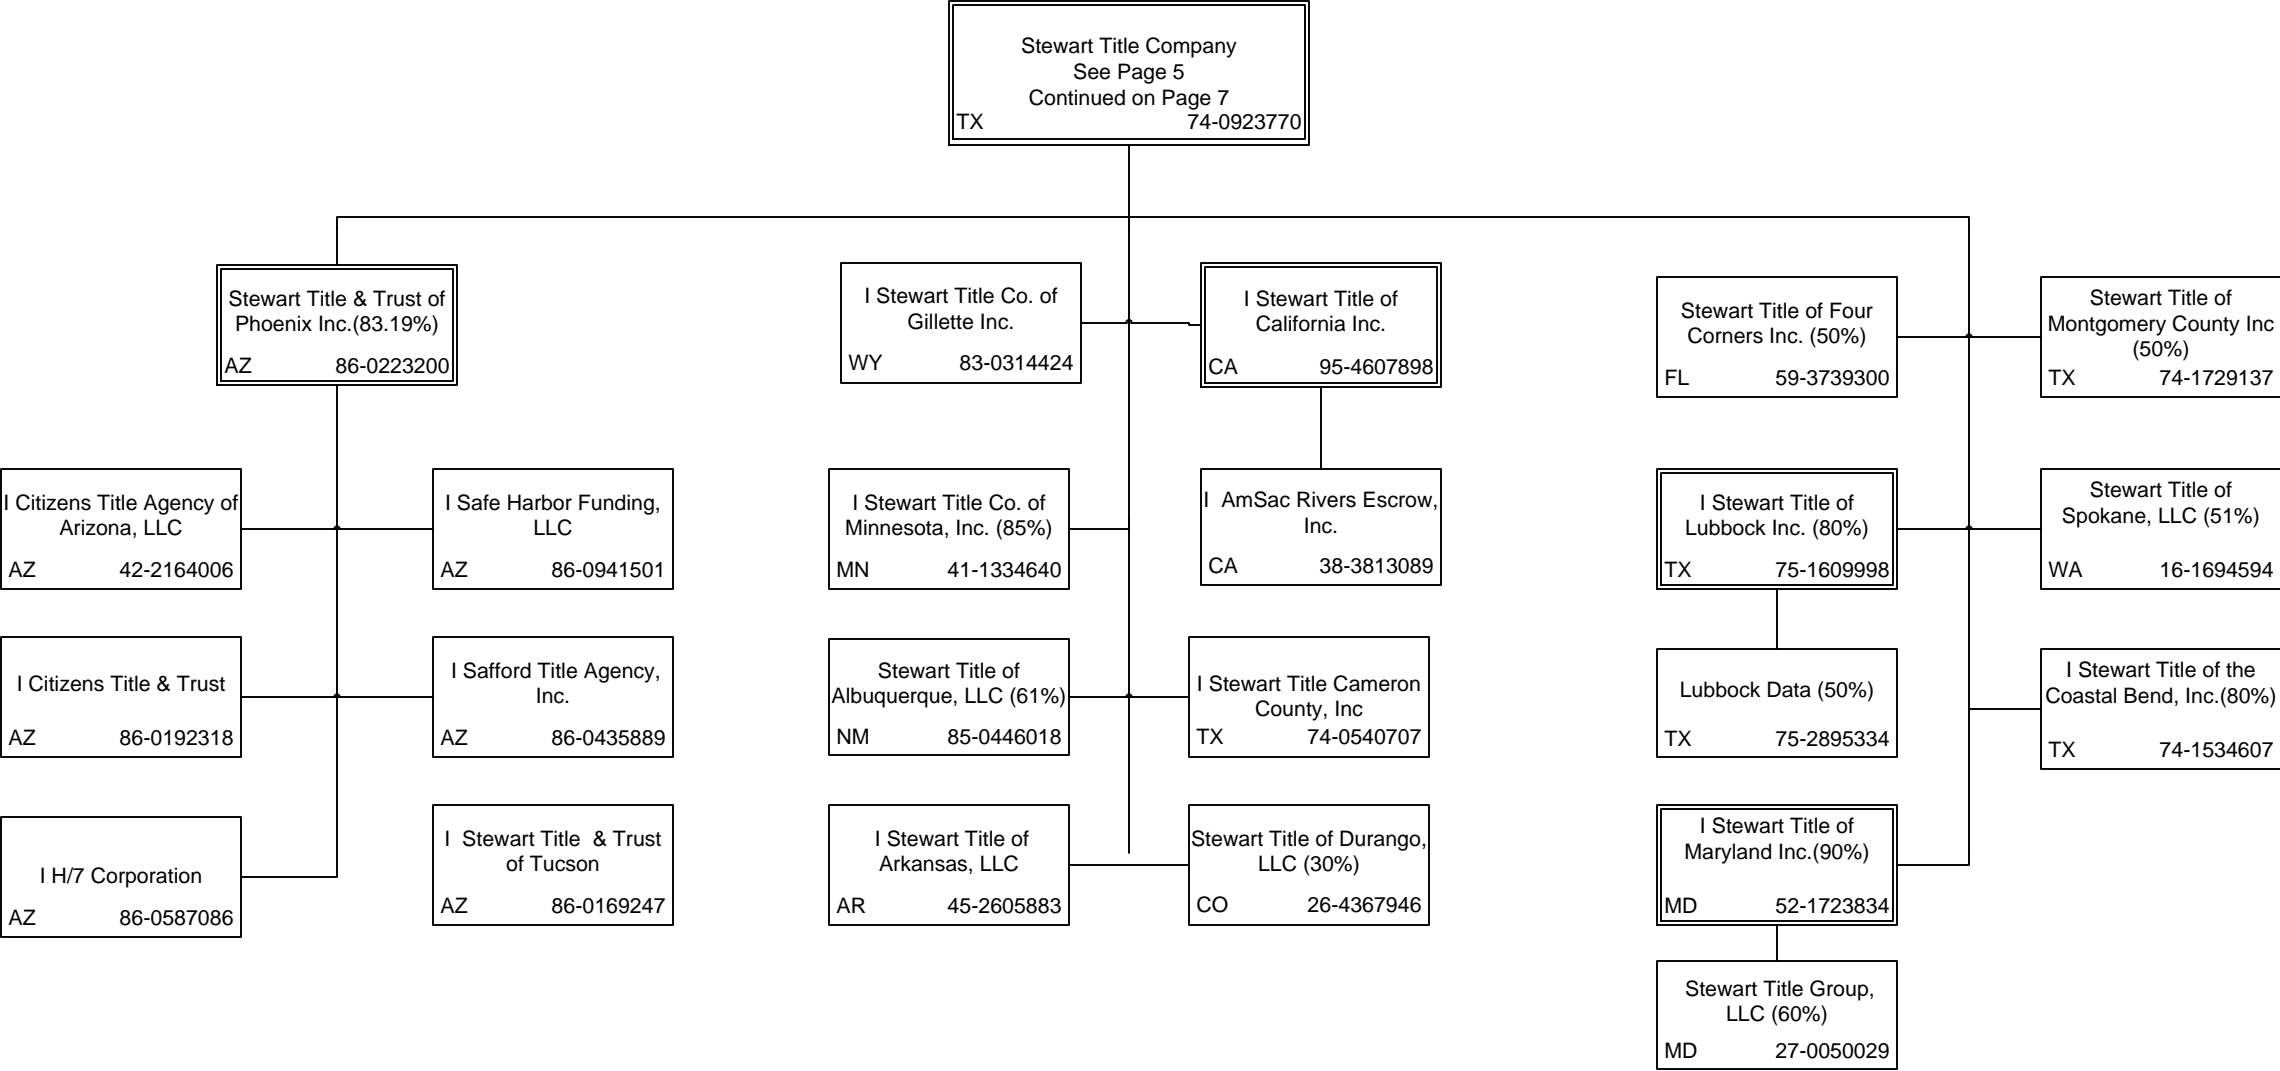 Stewart Title Company
See Page 5
Continued on Page 7
TX 74-0923770
Stewart Title & Trust of
Phoenix Inc.(83.19%)
AZ 86-0223200
I Citizens Title Agency of
Arizona, LLC
AZ 42-2164006
I Safe Harbor Funding,
LLC
AZ 86-0941501
I Citizens Title & Trust
AZ 86-0192318
I Safford Title Agency,
Inc.
AZ 86-0435889
I H/7 Corporation
AZ 86-0587086
I Stewart Title & Trust
of Tucson
AZ 86-0169247
I Stewart Title Co. of
Gillette Inc.
WY 83-0314424
I Stewart Title of
California Inc.
CA 95-4607898
I Stewart Title Co. of
Minnesota, Inc. (85%)
MN 41-1334640
I AmSac Rivers Escrow,
Inc.
CA 38-3813089
Stewart Title of
Albuquerque, LLC (61%)
NM 85-0446018
I Stewart Title Cameron
County, Inc
TX 74-0540707
I Stewart Title of
Arkansas, LLC
AR 45-2605883
Stewart Title of Durango,
LLC (30%)
CO 26-4367946
Stewart Title of Four
Corners Inc. (50%)
FL 59-3739300
Stewart Title of
Montgomery County Inc
(50%)
TX 74-1729137
I Stewart Title of
Lubbock Inc. (80%)
TX 75-1609998
Stewart Title of
Spokane, LLC (51%)
WA 16-1694594
Lubbock Data (50%)
TX 75-2895334
I Stewart Title of the
Coastal Bend, Inc.(80%)
TX 74-1534607
I Stewart Title of
Maryland Inc.(90%)
MD 52-1723834
Stewart Title Group,
LLC (60%)
MD 27-0050029